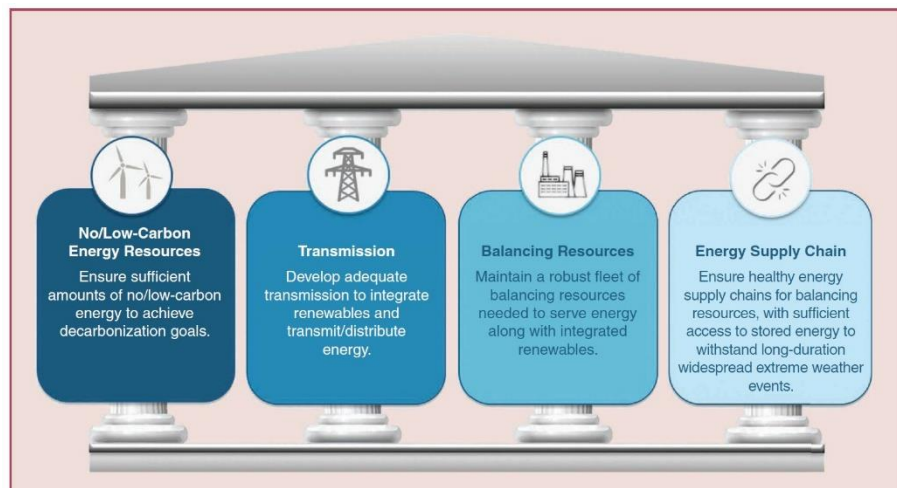 No/Low-Carbon
Energy Resources
Ensure sufficient
amounts of no/low-carbon
energy to achieve
decarbonization goals.
Transmission
Develop adequate
transmission to integrate
renewables and
transmit/distribute
energy.
Balancing Resources
Maintain a robust fleet of
balancing resources
needed to serve energy
along with integrated
renewables.
Energy Supply Chain
Ensure healthy energy
supply chains for balancing
resources, with sufficient
access to stored energy to
withstand long-duration
widespread extreme weather
events.